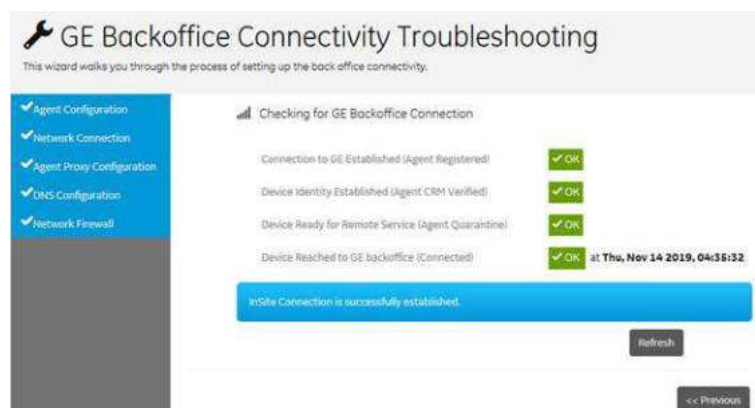 GE Backoffice Connectivity Troubleshooting
This wizard walks you through the process of setting up the back office connectivity.
Agent Configuration
Network Connection
Agent Proxy Configuration
DNS Configuration
Network Firewall
Checking for GE Backoffice Connection
Connection to GE Established (Agent Registered) OK
Device Identity Established (Agent CRM Verified) OK
Device Ready for Remote Service (Agent Quarantine) OK
Device Reached to GE backoffice (Connected) OK at Thu, Nov 14 2019, 04:35:32
InSite Connection is successfully established.
Refresh
<< Previous